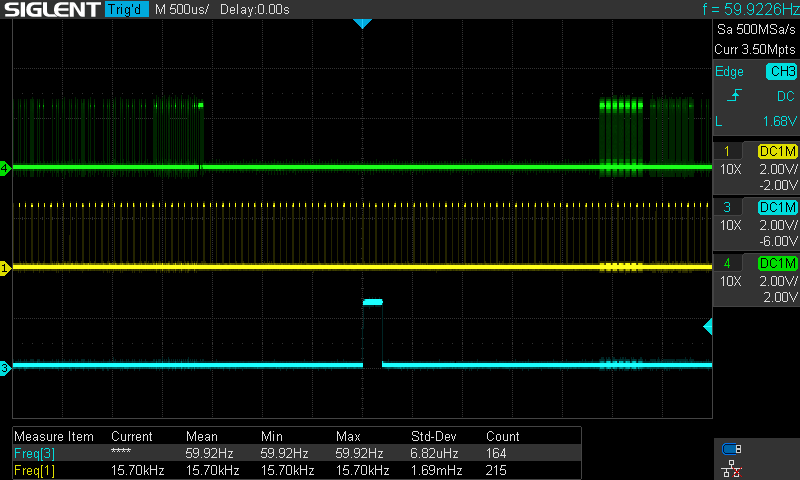 SIGLENT Trig'd M 500us/ Delay:0.00s f = 59.9226Hz
Sa 500MSa/s
Curr 3.50Mpts
Edge CH3
DC
L 1.68V
1 DC1M
10X 2.00V/
-2.00V
3 DC1M
10X 2.00V/
-6.00V
4 DC1M
10X 2.00V/
2.00V
4
1
3
Measure Item Current Mean Min Max Std-Dev Count
Freq[3] **** 59.92Hz 59.92Hz 59.92Hz 6.82uHz 164
Freq[1] 15.70kHz 15.70kHz 15.70kHz 15.70kHz 1.69mHz 215